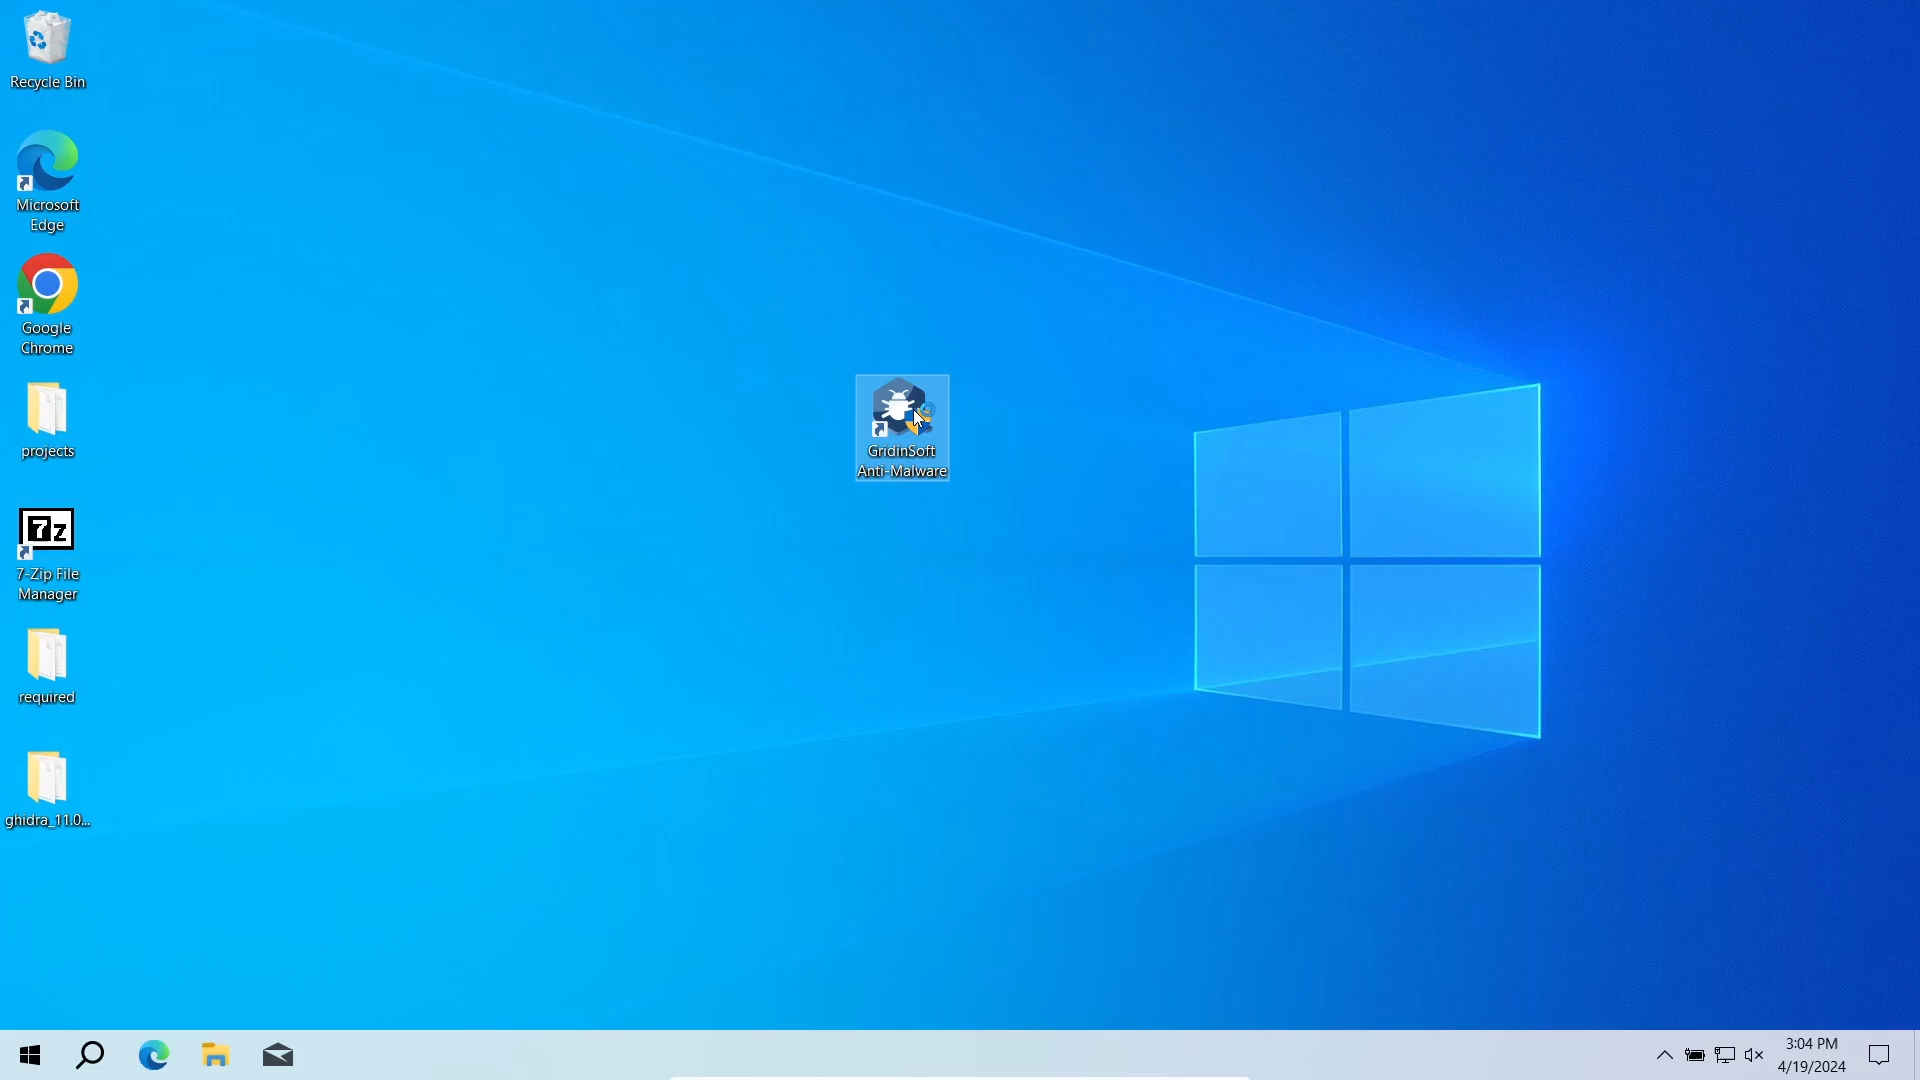 Recycle Bin
Microsoft
Edge
Google
Chrome
projects
7z
7-Zip File
Manager
required
ghidra_11.0...
GridinSoft
Anti-Malware
3:04 PM
4/19/2024